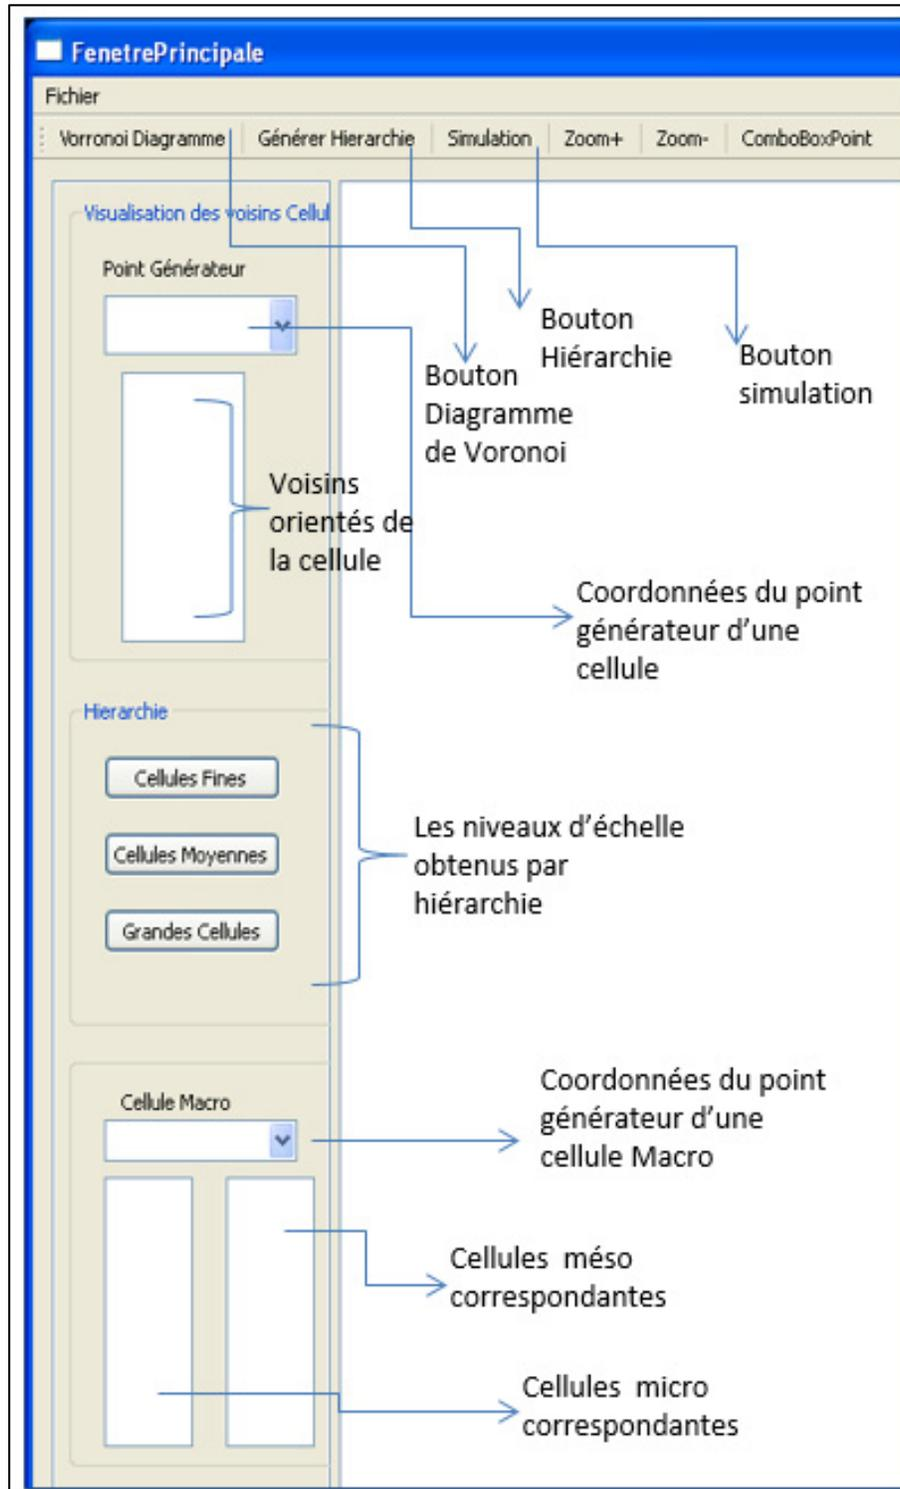 FenetrePrincipale
Fichier
Vorronoi Diagramme Générer Hierarchie Simulation Zoom+ Zoom- ComboBoxPoint
Visualisation des voisins Cellul
Point Générateur
Bouton
Hiérarchie
Bouton
simulation
Bouton
Diagramme
de Voronoi
Voisins
orientés de
la cellule
Coordonnées du point
générateur d'une
cellule
Hierarchie
Cellules Fines
Cellules Moyennes
Grandes Cellules
Les niveaux d'échelle
obtenus par
hiérarchie
Cellule Macro
Coordonnées du point
générateur d'une
cellule Macro
Cellules méso
correspondantes
Cellules micro
correspondantes